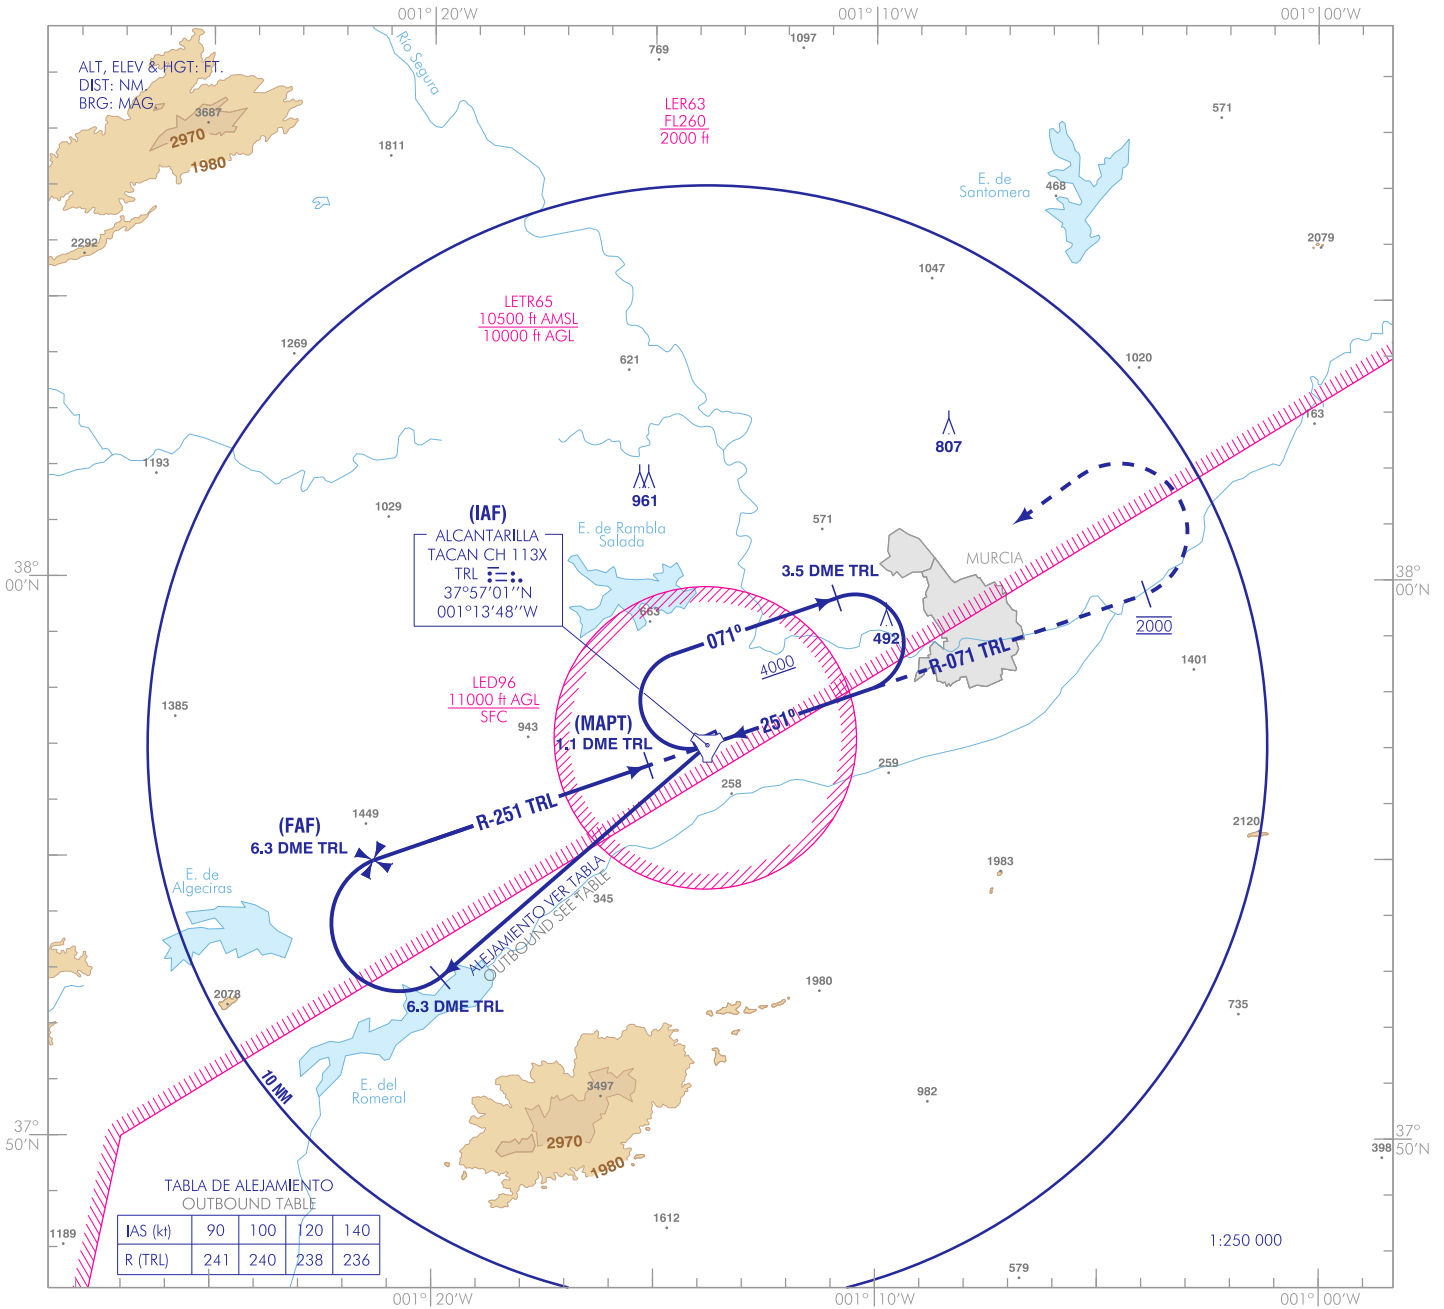 001°20'W
001°10'W
001°00'W
ALT, ELEV & HGT: FT.
DIST: NM.
BRG: MAG.
Río Segura
769
1097
3687
2970
1980
1811
LER63
FL260
2000 ft
571
E. de
Santomera
468
2292
2079
1047
LETR65
10500 ft AMSL
10000 ft AGL
1269
621
1020
163
807
1193
961
1029
(IAF)
ALCANTARILLA
TACAN CH 113X
TRL
37°57'01''N
001°13'48''W
E. de Rambla
Salada
571
MURCIA
38°
00'N
38°
00'N
3.5 DME TRL
663
071º
492
4000
2000
R-071 TRL
1401
LED96
11000 ft AGL
SFC
1385
943
(MAPT)
1.1 DME TRL
251º
259
258
R-251 TRL
1449
(FAF)
6.3 DME TRL
2120
1983
E. de
Algeciras
345
ALEJAMIENTO VER TABLA
OUTBOUND SEE TABLE
2078
6.3 DME TRL
1980
735
10 NM
E. del
Romeral
3497
2970
1980
982
37°
50'N
37°
50'N
398
TABLA DE ALEJAMIENTO
OUTBOUND TABLE
IAS (kt) 90 100 120 140
R (TRL) 241 240 238 236
1189
1612
1:250 000
579
001°20'W
001°10'W
001°00'W